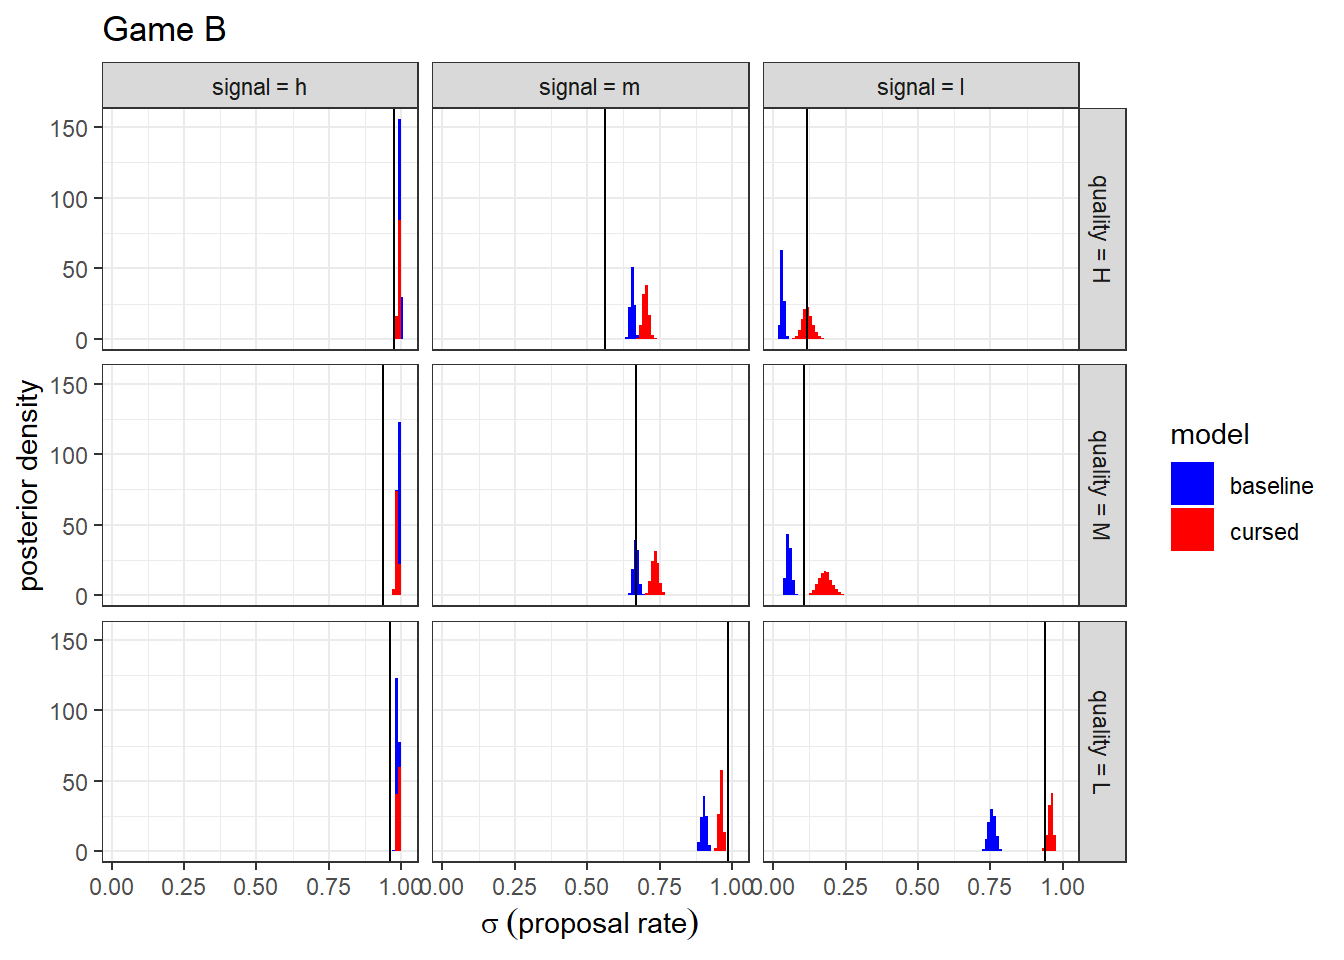 Game B
signal = h
signal = m
signal = l
150
100
50
0
quality = H
150
100
50
0
quality = M
150
100
50
0
quality = L
0.00 0.25 0.50 0.75 1.00
0.00 0.25 0.50 0.75 1.00
0.00 0.25 0.50 0.75 1.00
σ (proposal rate)
posterior density
model
baseline
cursed